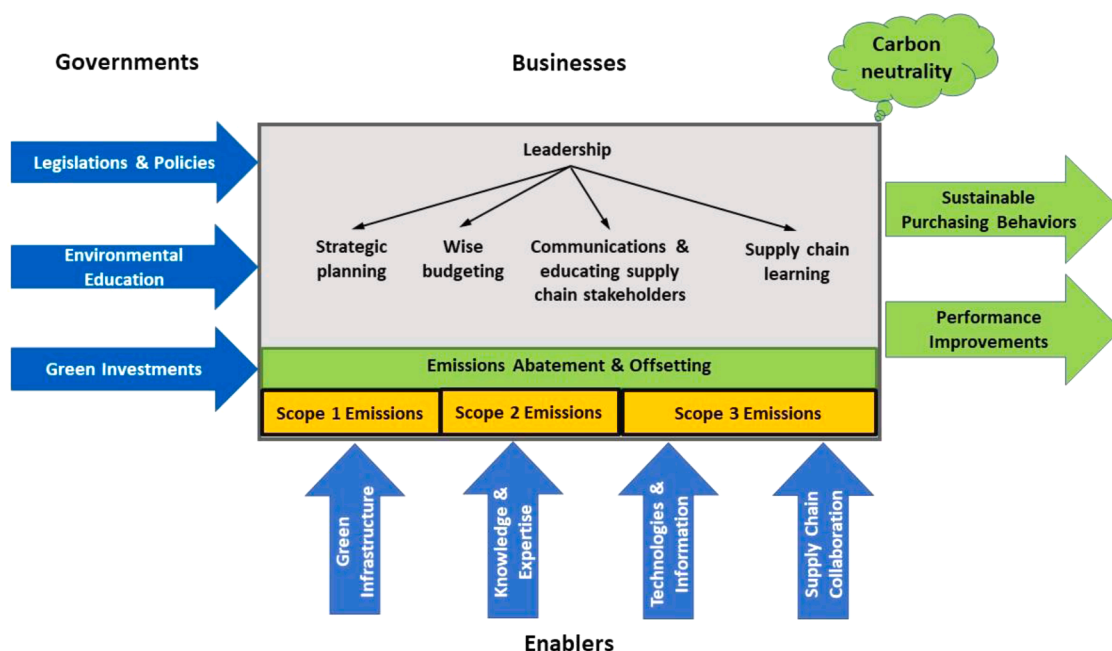 Governments
Businesses
Carbon
neutrality
Legislations & Policies
Environmental
Education
Green Investments
Leadership
Strategic
planning
Wise
budgeting
Communications &
educating supply
chain stakeholders
Supply chain
learning
Emissions Abatement & Offsetting
Scope 1 Emissions
Scope 2 Emissions
Scope 3 Emissions
Sustainable
Purchasing Behaviors
Performance
Improvements
Green
Infrastructure
Knowledge &
Expertise
Technologies &
Information
Supply Chain
Collaboration
Enablers